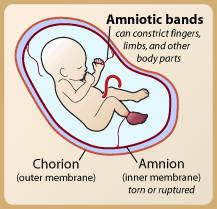 Amniotic bands
can constrict fingers,
limbs, and other
body parts
Chorion
(outer membrane)
Amnion
(inner membrane)
torn or ruptured